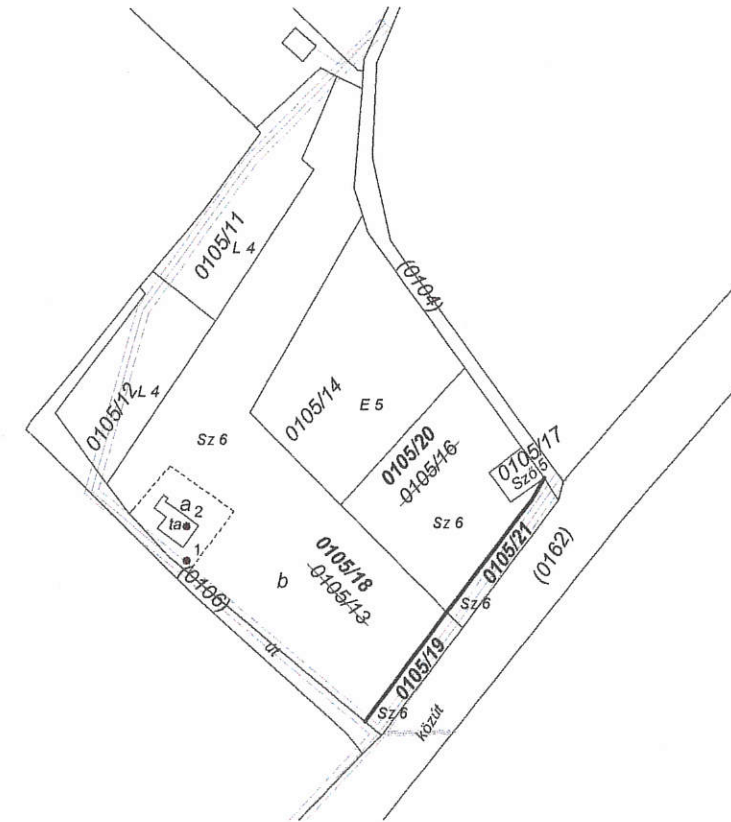 0105/11
L 4
0105/12
L 4
(0104)
0105/14
E 5
Sz 6
0105/20
0105/16
Sz 6
0105/17
Sző 5
a
2
ta
1
(0106)
b
0105/18
0105/13
0105/21
Sz 6
(0162)
0105/19
Sz 6
út
közút